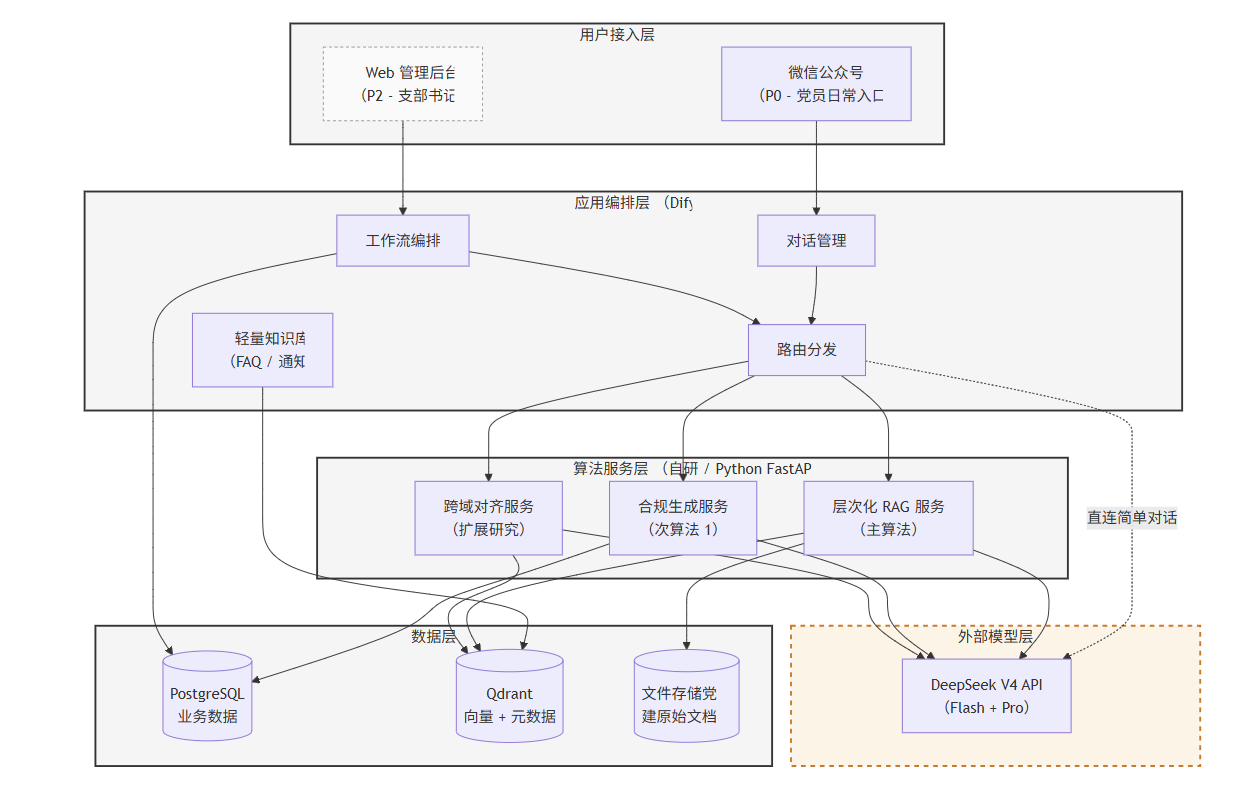 用户接入层
Web 管理后台
（P2 - 支部书记
微信公众号
（P0 - 党员日常入口
应用编排层 （Dify
工作流编排
对话管理
轻量知识库
（FAQ / 通知
路由分发
算法服务层 （自研 / Python FastAP
跨域对齐服务
（扩展研究）
合规生成服务
（次算法 1）
层次化 RAG 服务
（主算法）
直连简单对话
数据层
PostgreSQL
业务数据
Qdrant
向量 + 元数据
文件存储党
建原始文档
外部模型层
DeepSeek V4 API
（Flash + Pro）